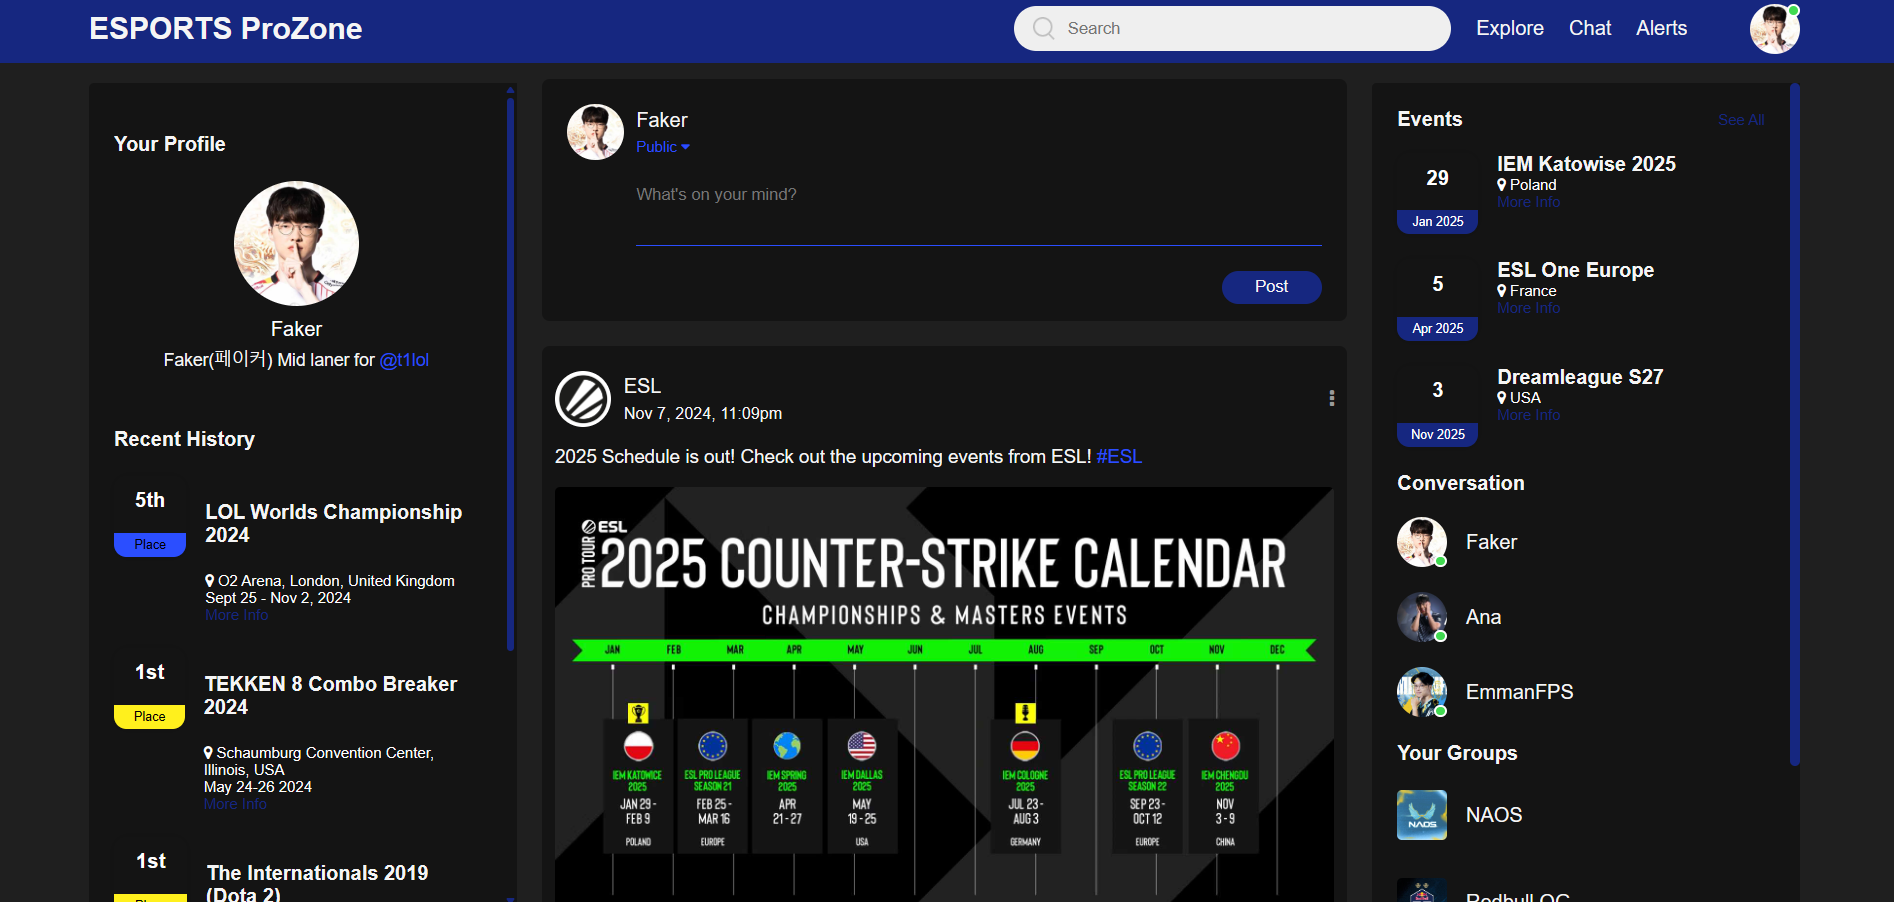 ESPORTS ProZone
Search
Explore
Chat
Alerts
Your Profile
Faker
Faker(페이커) Mid laner for @t1lol
Recent History
5th
Place
LOL Worlds Championship
2024
O2 Arena, London, United Kingdom
Sept 25 - Nov 2, 2024
More Info
1st
Place
TEKKEN 8 Combo Breaker
2024
Schaumburg Convention Center,
Illinois, USA
May 24-26 2024
More Info
1st
Place
The Internationals 2019
(Dota 2)
Faker
Public
What's on your mind?
Post
ESL
Nov 7, 2024, 11:09pm
2025 Schedule is out! Check out the upcoming events from ESL! #ESL
ESL
PRO TOUR
2025 COUNTER-STRIKE CALENDAR
CHAMPIONSHIPS & MASTERS EVENTS
JAN FEB MAR APR MAY JUN JUL AUG SEP OCT NOV DEC
IEM KATOWICE
2025
JAN 29 -
FEB 9
POLAND
ESL PRO LEAGUE
SEASON 21
FEB 25 -
MAR 16
EUROPE
IEM SPRING
2025
APR
21 - 27
IEM DALLAS
2025
MAY
19 - 25
USA
IEM COLOGNE
2025
JUL 23 -
AUG 3
GERMANY
ESL PRO LEAGUE
SEASON 22
SEP 23 -
OCT 12
EUROPE
IEM CHENGDU
2025
NOV
3 - 9
CHINA
Events
See All
29
Jan 2025
IEM Katowise 2025
Poland
More Info
5
Apr 2025
ESL One Europe
France
More Info
3
Nov 2025
Dreamleague S27
USA
More Info
Conversation
Faker
Ana
EmmanFPS
Your Groups
NAOS
NAOS
Redbull OG